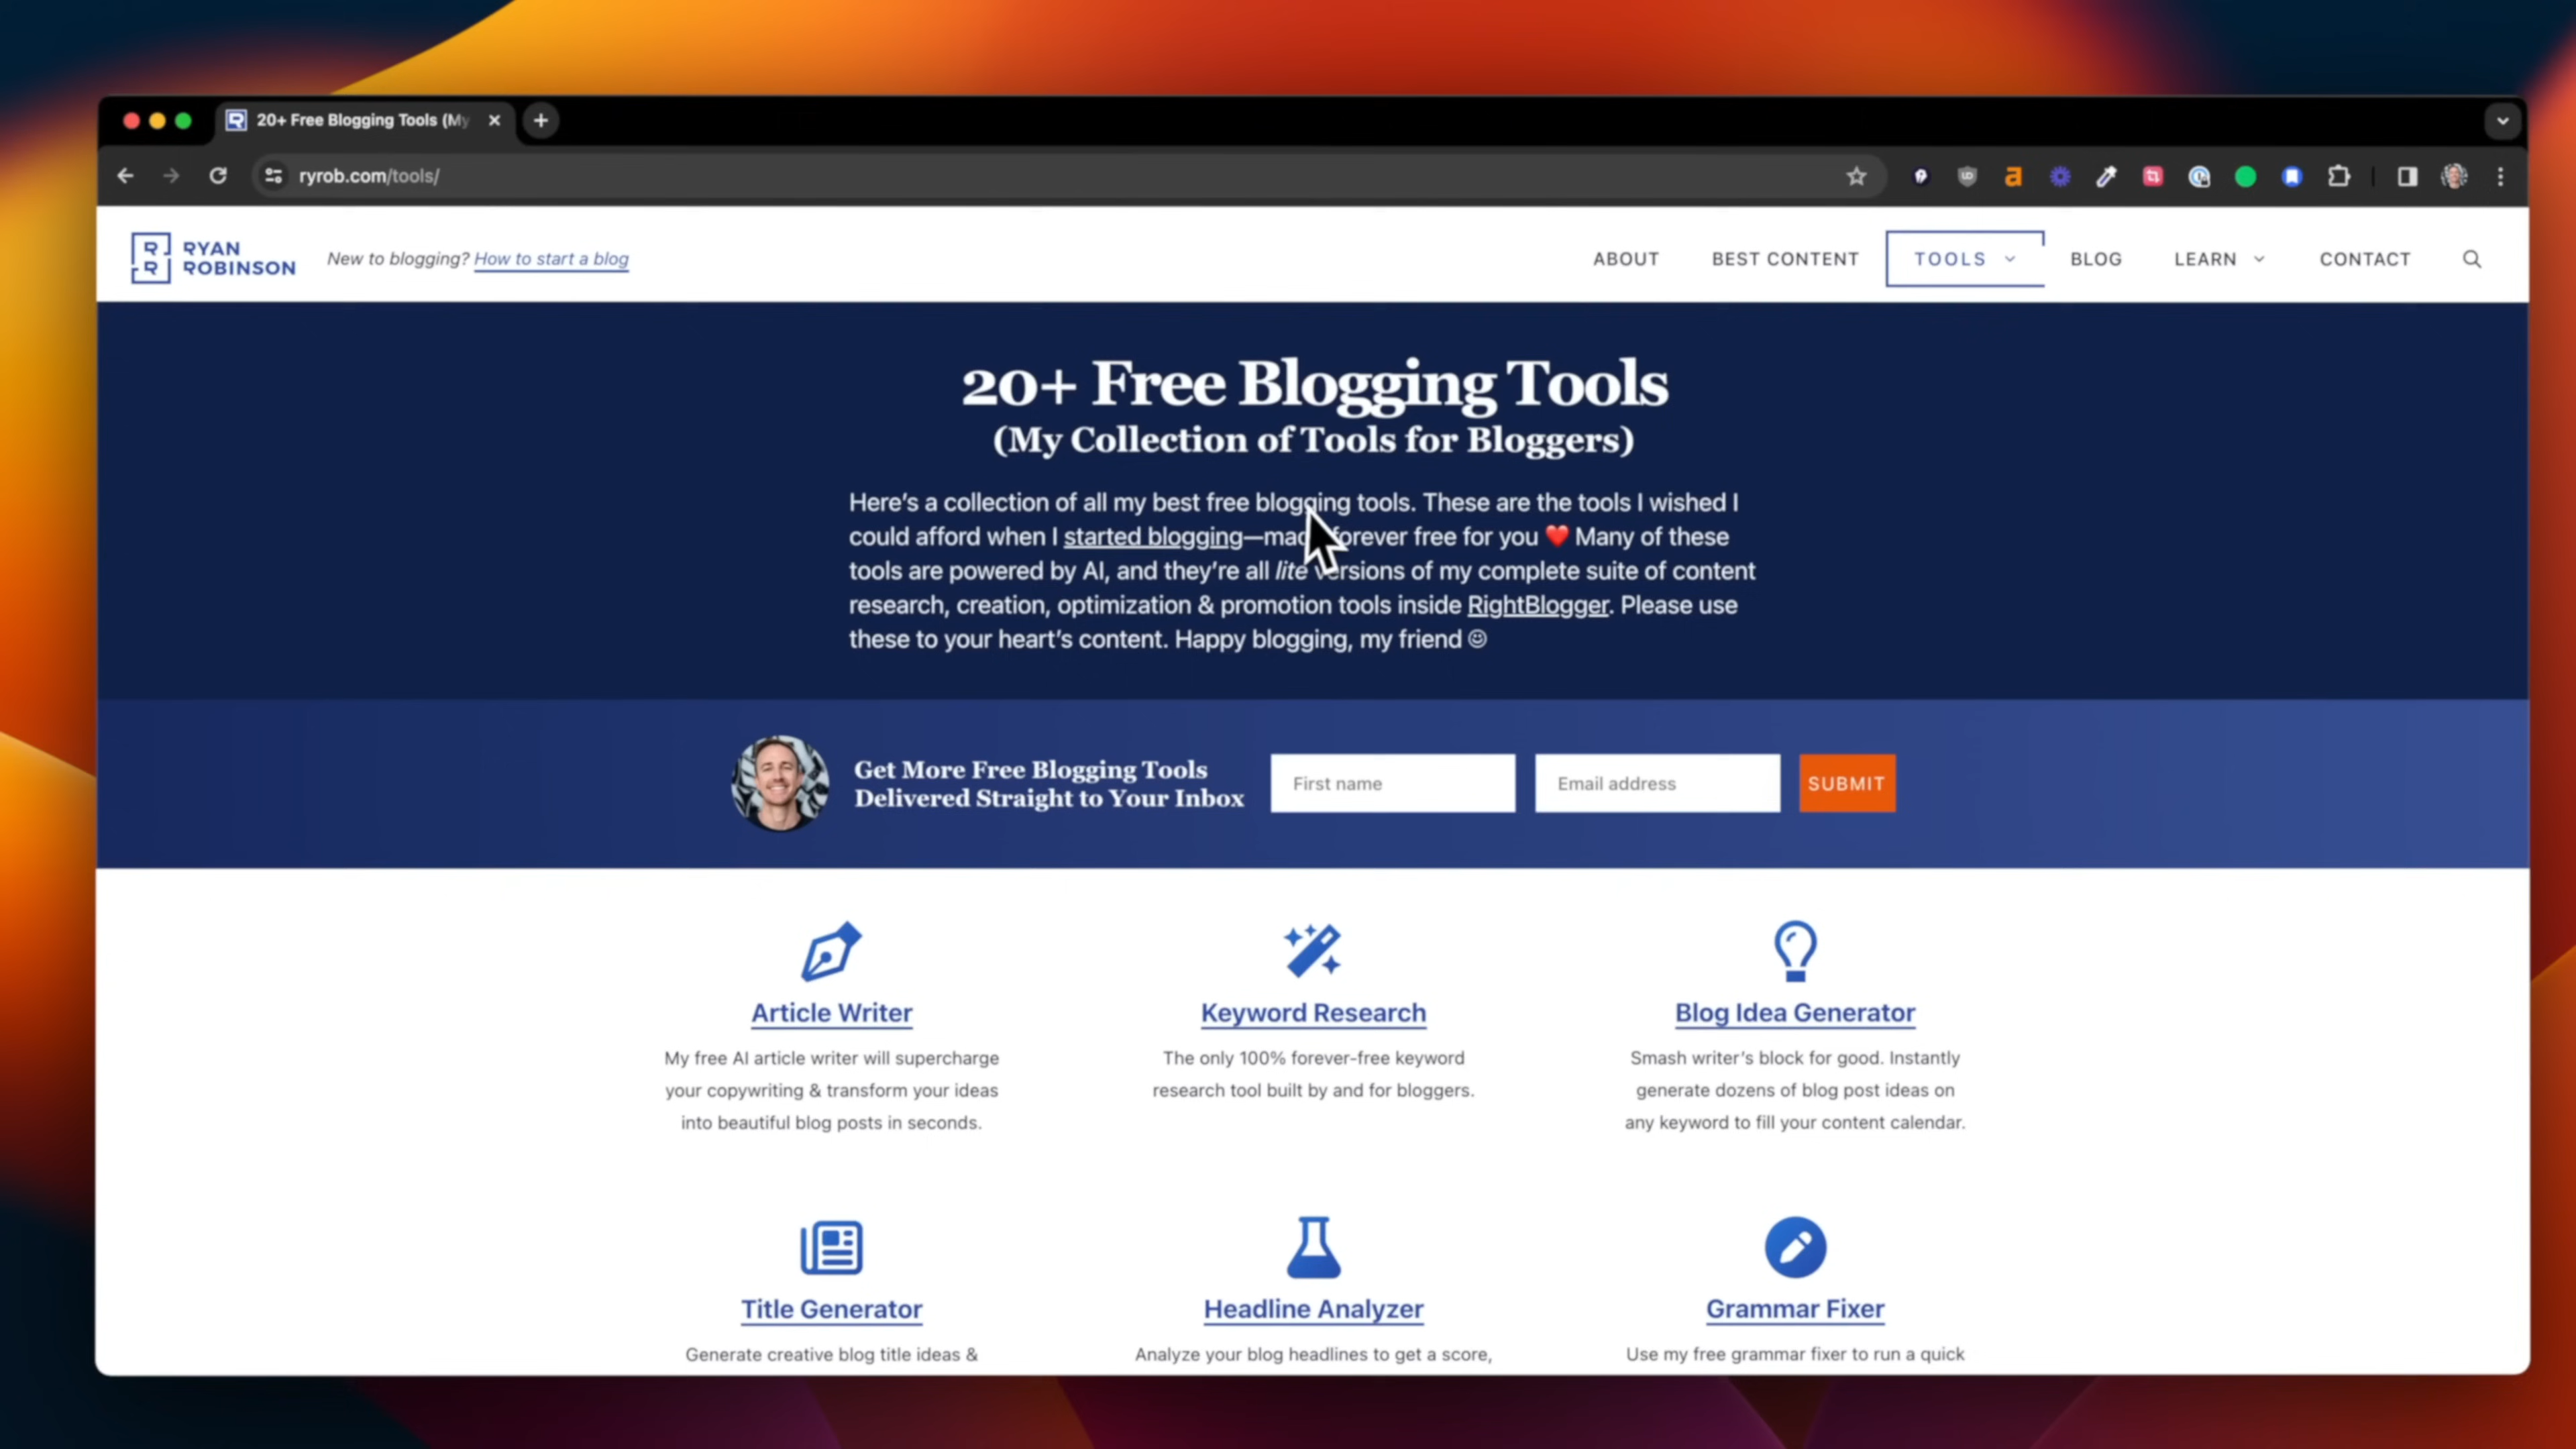 20+ Free Blogging Tools (My
ryrob.com/tools/
RYAN
ROBINSON
New to blogging? How to start a blog
ABOUT
BEST CONTENT
TOOLS
BLOG
LEARN
CONTACT
20+ Free Blogging Tools
(My Collection of Tools for Bloggers)
Here's a collection of all my best free blogging tools. These are the tools I wished I
could afford when I started blogging—made forever free for you ❤️ Many of these
tools are powered by AI, and they're all lite versions of my complete suite of content
research, creation, optimization & promotion tools inside RightBlogger. Please use
these to your heart's content. Happy blogging, my friend ☺
Get More Free Blogging Tools
Delivered Straight to Your Inbox
First name
Email address
SUBMIT
Article Writer
My free AI article writer will supercharge
your copywriting & transform your ideas
into beautiful blog posts in seconds.
Keyword Research
The only 100% forever-free keyword
research tool built by and for bloggers.
Blog Idea Generator
Smash writer's block for good. Instantly
generate dozens of blog post ideas on
any keyword to fill your content calendar.
Title Generator
Generate creative blog title ideas &
Headline Analyzer
Analyze your blog headlines to get a score,
Grammar Fixer
Use my free grammar fixer to run a quick